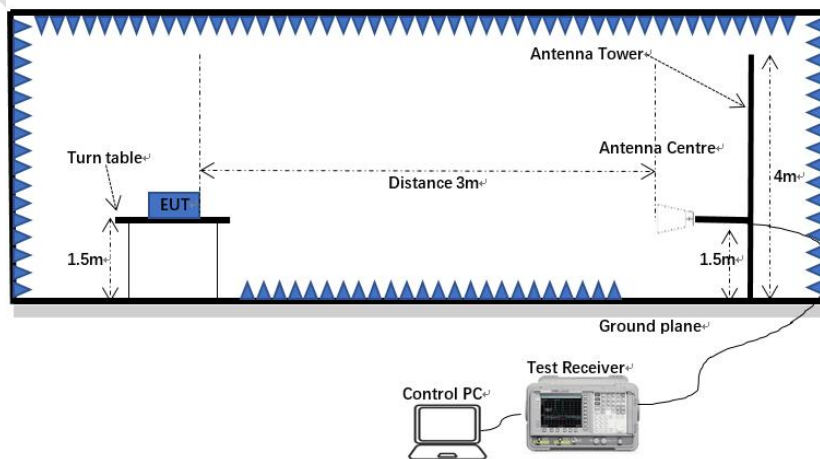 Antenna Tower↵
Antenna Centre
Turn table↵
Distance 3m↵
4m↵
EUT
1.5m↵
1.5m↵
Ground plane↵
Test Receiver↵
Control PC↵